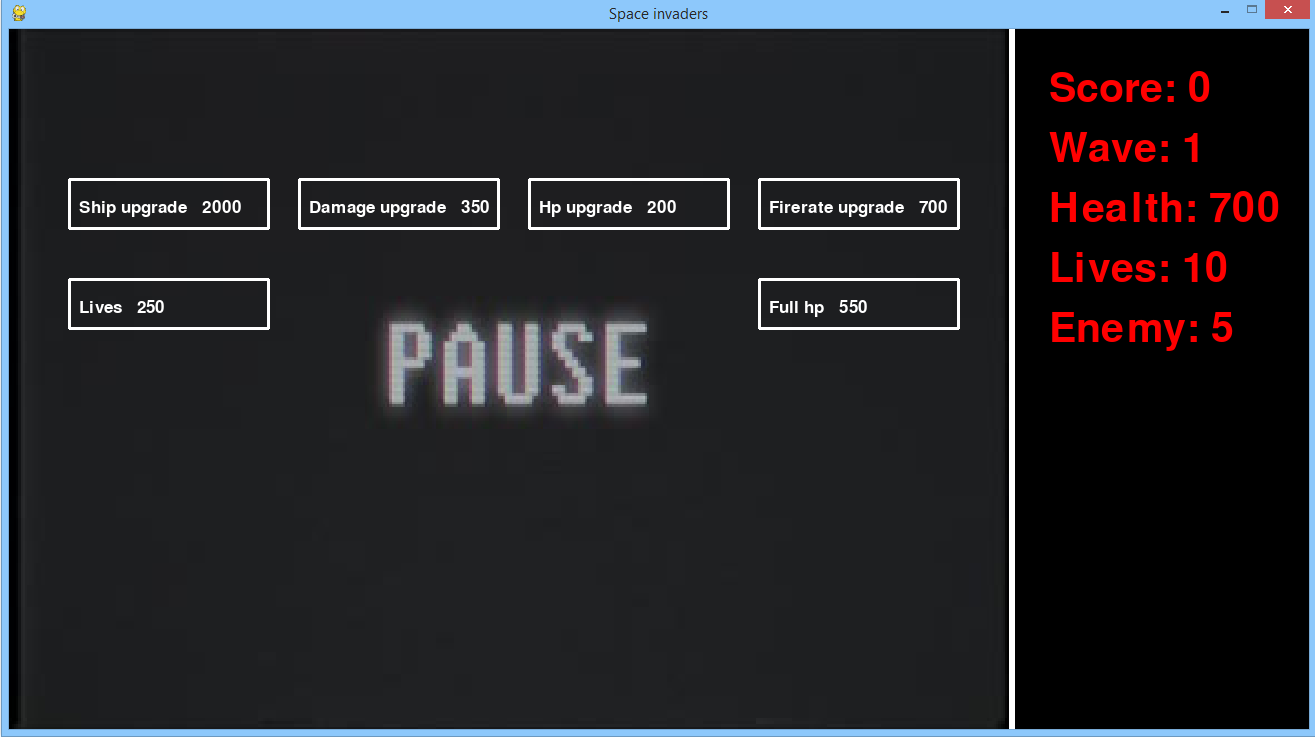 Space invaders
Ship upgrade 2000
Damage upgrade 350
Hp upgrade 200
Firerate upgrade 700
Lives 250
Full hp 550
PAUSE
Score: 0
Wave: 1
Health: 700
Lives: 10
Enemy: 5